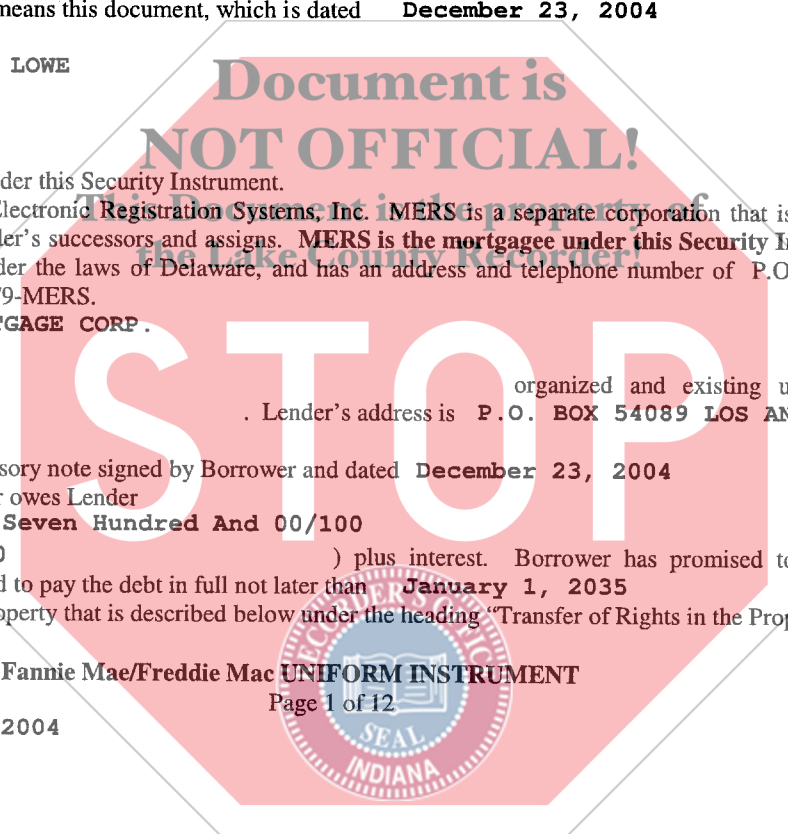 means this document, which is dated December 23, 2004
LOWE
Document is
NOT OFFICIAL!
der this Security Instrument.
This Document is the property of
Electronic Registration Systems, Inc. MERS is a separate corporation that is
der's successors and assigns. MERS is the mortgagee under this Security In
the Lake County Recorder!
der the laws of Delaware, and has an address and telephone number of P.O
79-MERS.
TGAGE CORP.
STOP
organized and existing u
. Lender's address is P.O. BOX 54089 LOS AN
sory note signed by Borrower and dated December 23, 2004
r owes Lender
Seven Hundred And 00/100
0 ) plus interest. Borrower has promised to
d to pay the debt in full not later than January 1, 2035
operty that is described below under the heading "Transfer of Rights in the Prop
RECORDER'S OFFICE
Fannie Mae/Freddie Mac UNIFORM INSTRUMENT
Page 1 of 12
2004
SEAL
INDIANA